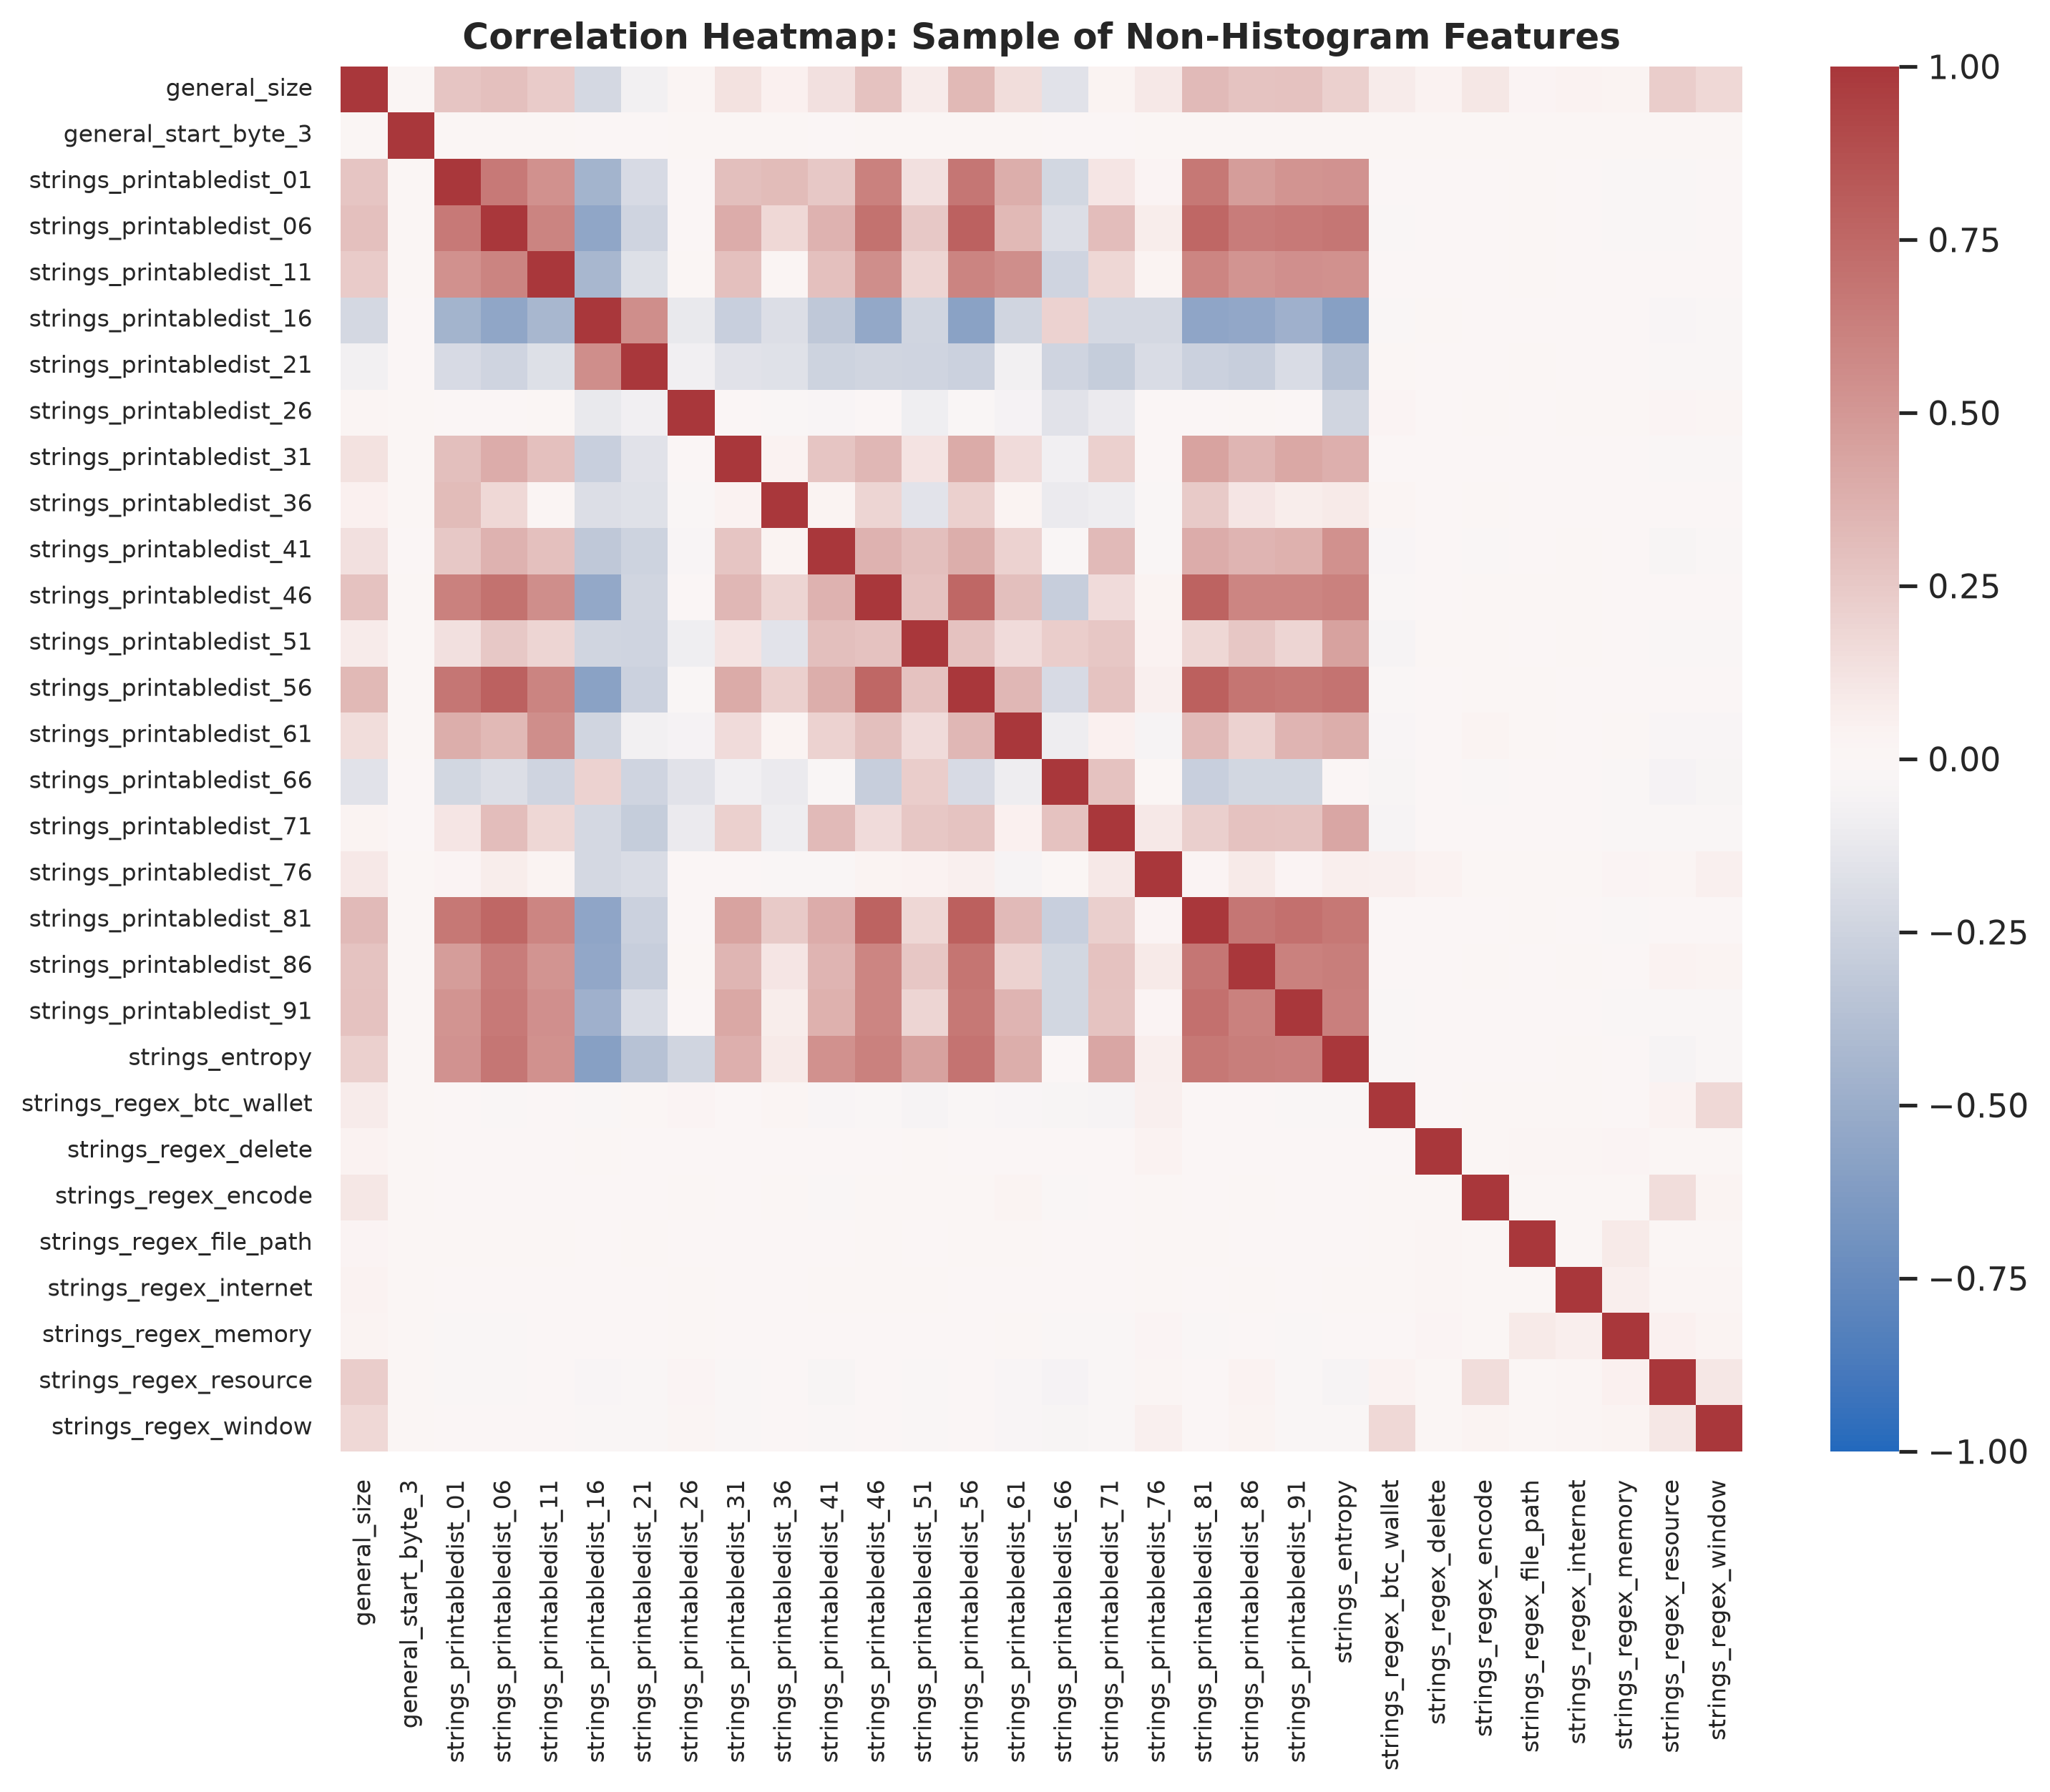 Correlation Heatmap: Sample of Non-Histogram Features
general_size
general_start_byte_3
strings_printabledist_01
strings_printabledist_06
strings_printabledist_11
strings_printabledist_16
strings_printabledist_21
strings_printabledist_26
strings_printabledist_31
strings_printabledist_36
strings_printabledist_41
strings_printabledist_46
strings_printabledist_51
strings_printabledist_56
strings_printabledist_61
strings_printabledist_66
strings_printabledist_71
strings_printabledist_76
strings_printabledist_81
strings_printabledist_86
strings_printabledist_91
strings_entropy
strings_regex_btc_wallet
strings_regex_delete
strings_regex_encode
strings_regex_file_path
strings_regex_internet
strings_regex_memory
strings_regex_resource
strings_regex_window
general_size
general_start_byte_3
strings_printabledist_01
strings_printabledist_06
strings_printabledist_11
strings_printabledist_16
strings_printabledist_21
strings_printabledist_26
strings_printabledist_31
strings_printabledist_36
strings_printabledist_41
strings_printabledist_46
strings_printabledist_51
strings_printabledist_56
strings_printabledist_61
strings_printabledist_66
strings_printabledist_71
strings_printabledist_76
strings_printabledist_81
strings_printabledist_86
strings_printabledist_91
strings_entropy
strings_regex_btc_wallet
strings_regex_delete
strings_regex_encode
strings_regex_file_path
strings_regex_internet
strings_regex_memory
strings_regex_resource
strings_regex_window
1.00
0.75
0.50
0.25
0.00
−0.25
−0.50
−0.75
−1.00